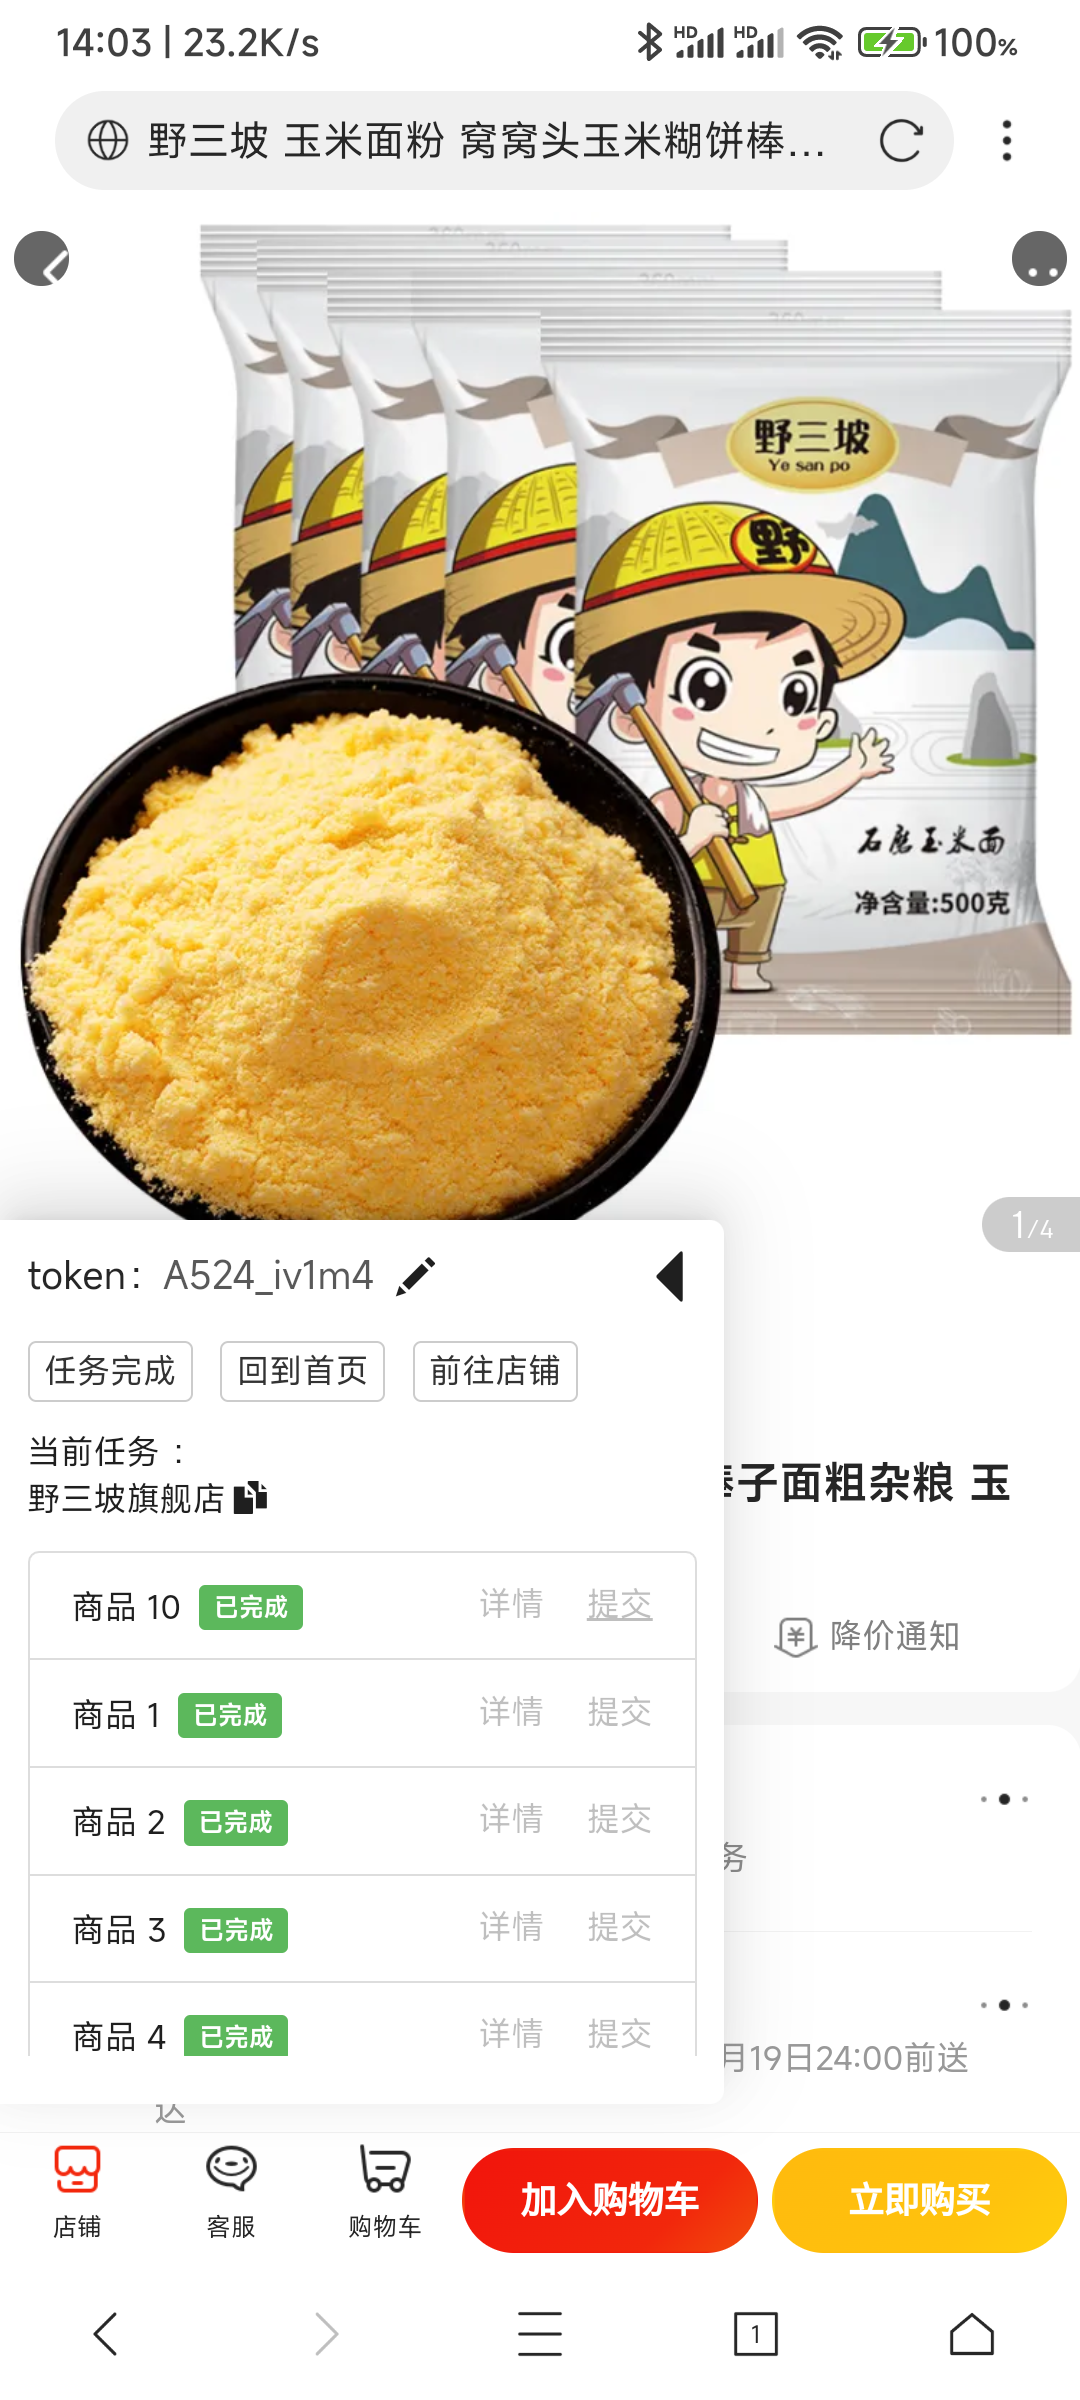 14:03 | 23.2K/s
HD HD 100%
野三坡 玉米面粉 窝窝头玉米糊饼棒...
野三坡
Ye san po
野
石磨玉米面
净含量:500克
1/4
token: A524_iv1m4
任务完成 回到首页 前往店铺
当前任务 :
野三坡旗舰店
棒子面粗杂粮 玉
商品 10 已完成 详情 提交
降价通知
商品 1 已完成 详情 提交
商品 2 已完成 详情 提交
务
商品 3 已完成 详情 提交
商品 4 已完成 详情 提交
月19日24:00前送
达
店铺 客服 购物车 加入购物车 立即购买
1